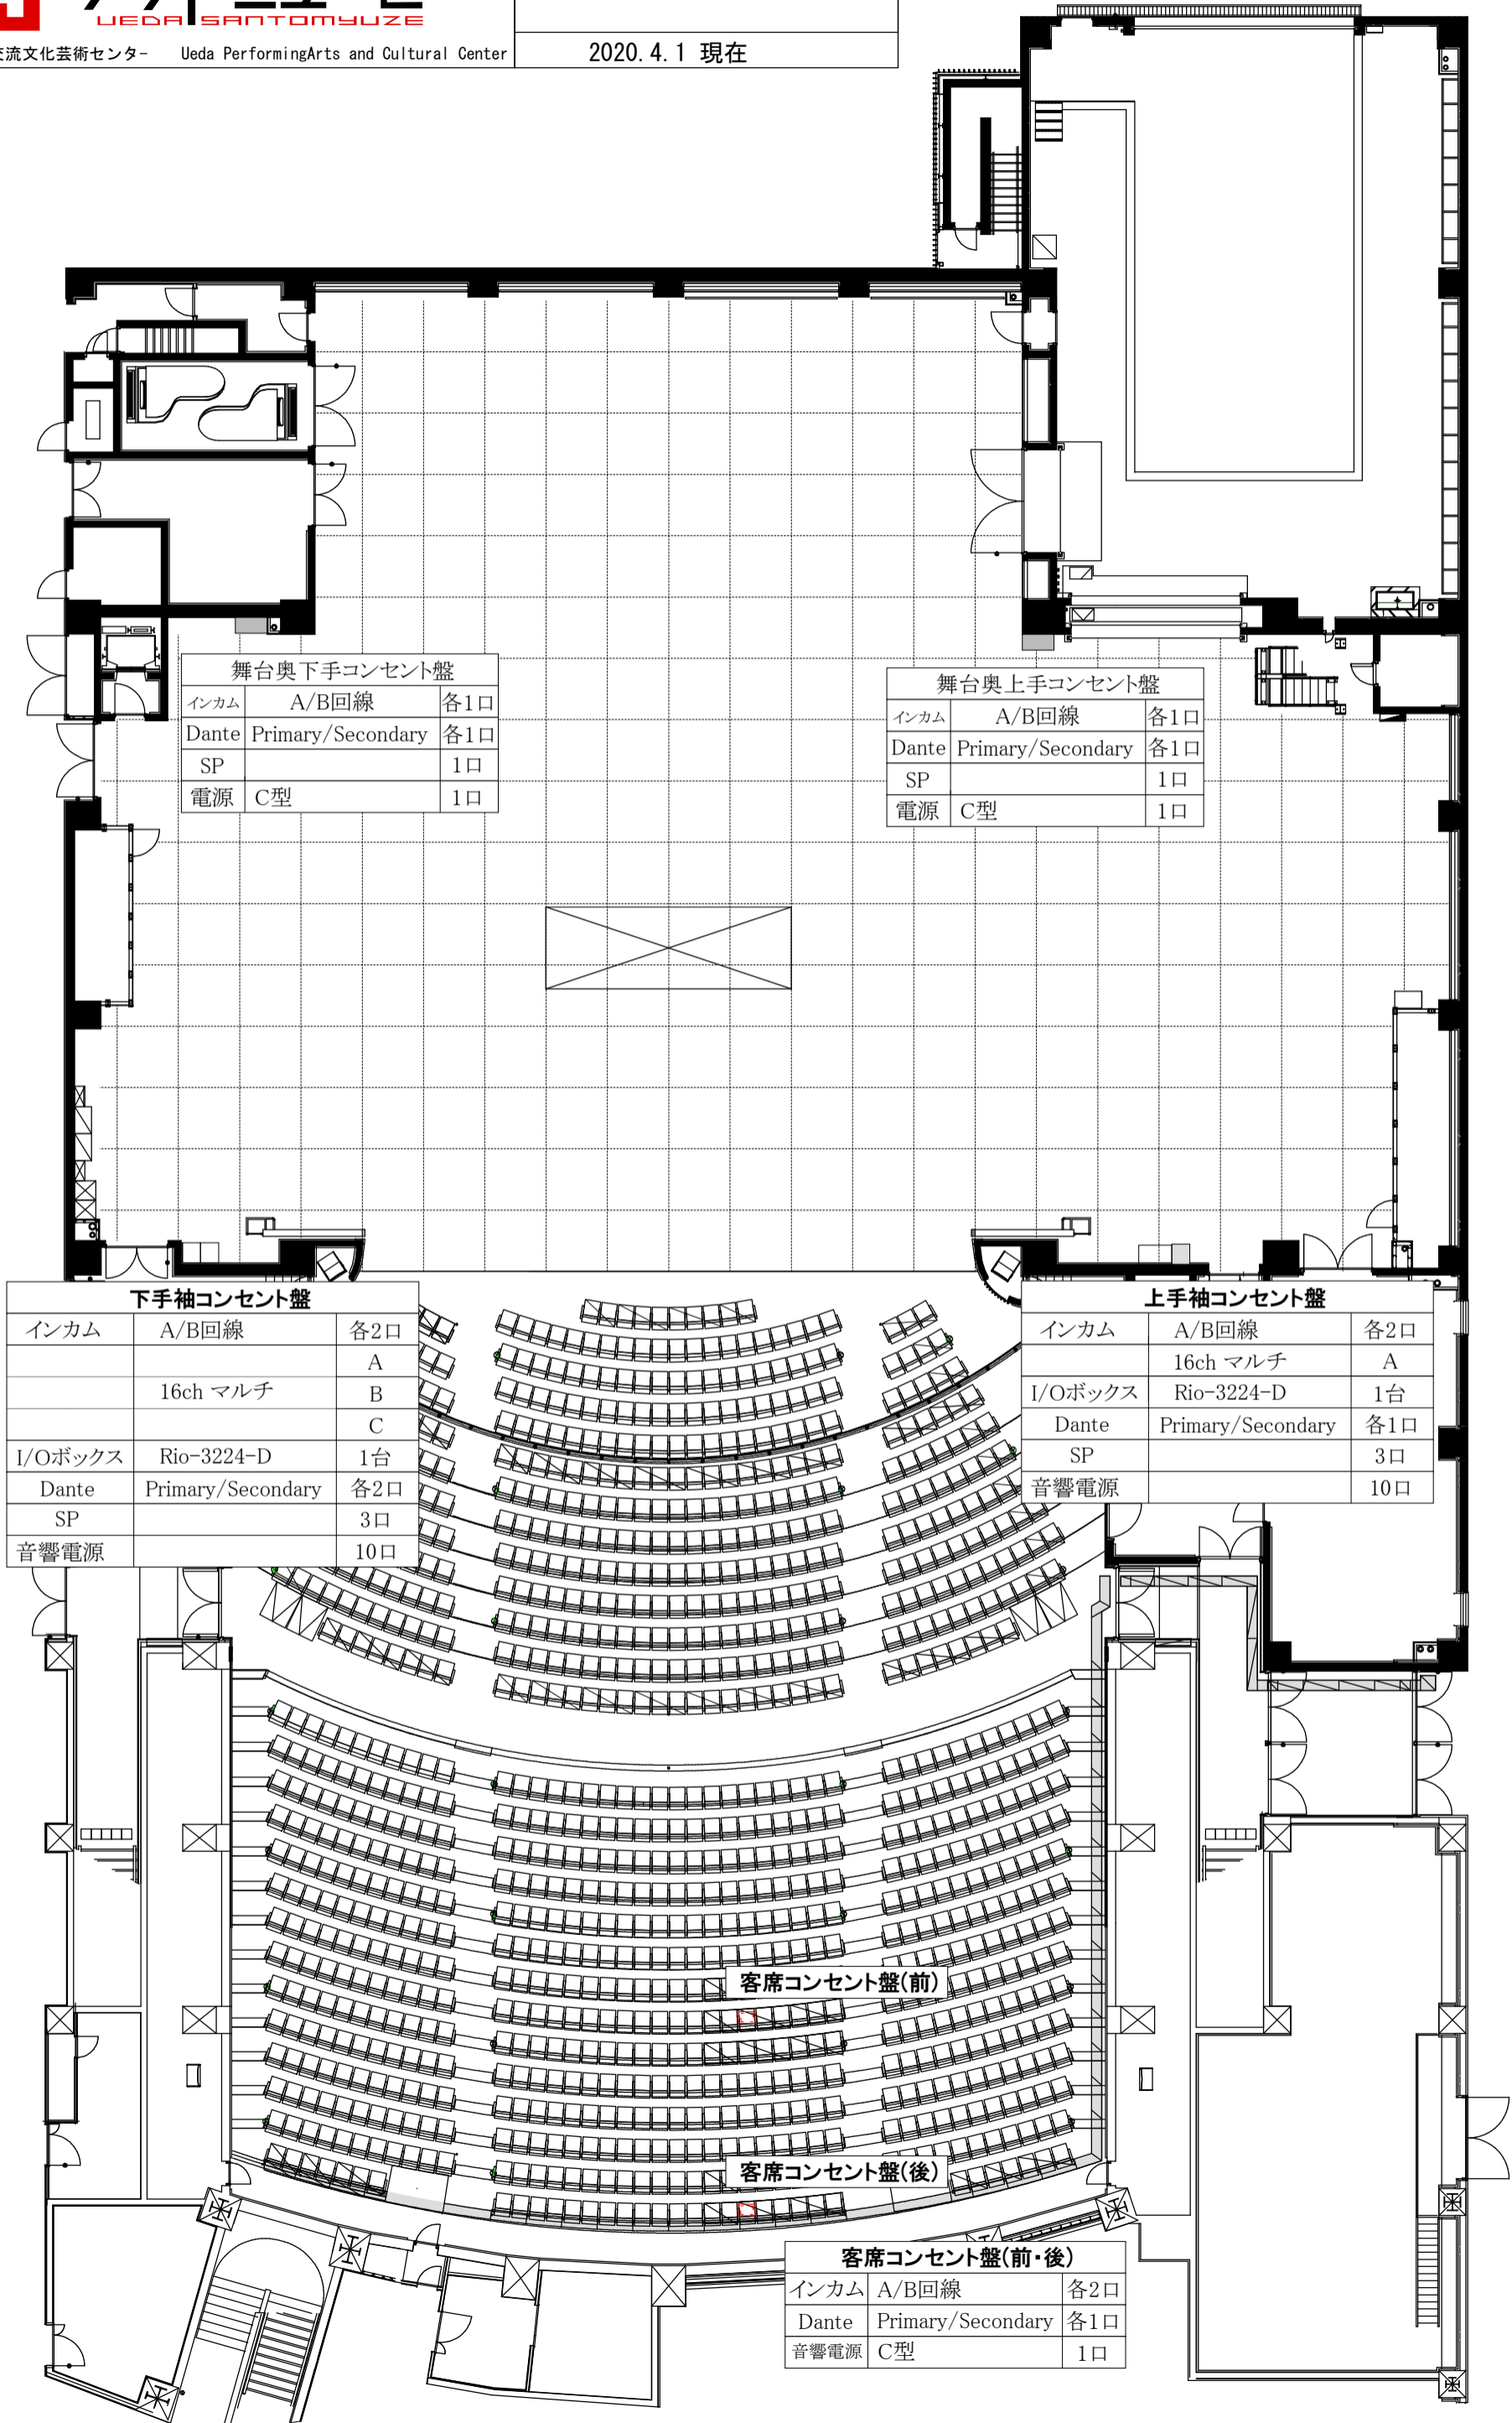 UEDA SANTOMYUZE
交流文化芸術センター Ueda PerformingArts and Cultural Center
2020.4.1 現在
舞台奥下手コンセント盤
インカム A/B回線 各1口
Dante Primary/Secondary 各1口
SP 1口
電源 C型 1口
舞台奥上手コンセント盤
インカム A/B回線 各1口
Dante Primary/Secondary 各1口
SP 1口
電源 C型 1口
下手袖コンセント盤
インカム A/B回線 各2口
A
16ch マルチ B
C
I/Oボックス Rio-3224-D 1台
Dante Primary/Secondary 各2口
SP 3口
音響電源 10口
上手袖コンセント盤
インカム A/B回線 各2口
16ch マルチ A
I/Oボックス Rio-3224-D 1台
Dante Primary/Secondary 各1口
SP 3口
音響電源 10口
客席コンセント盤(前)
客席コンセント盤(後)
客席コンセント盤(前・後)
インカム A/B回線 各2口
Dante Primary/Secondary 各1口
音響電源 C型 1口